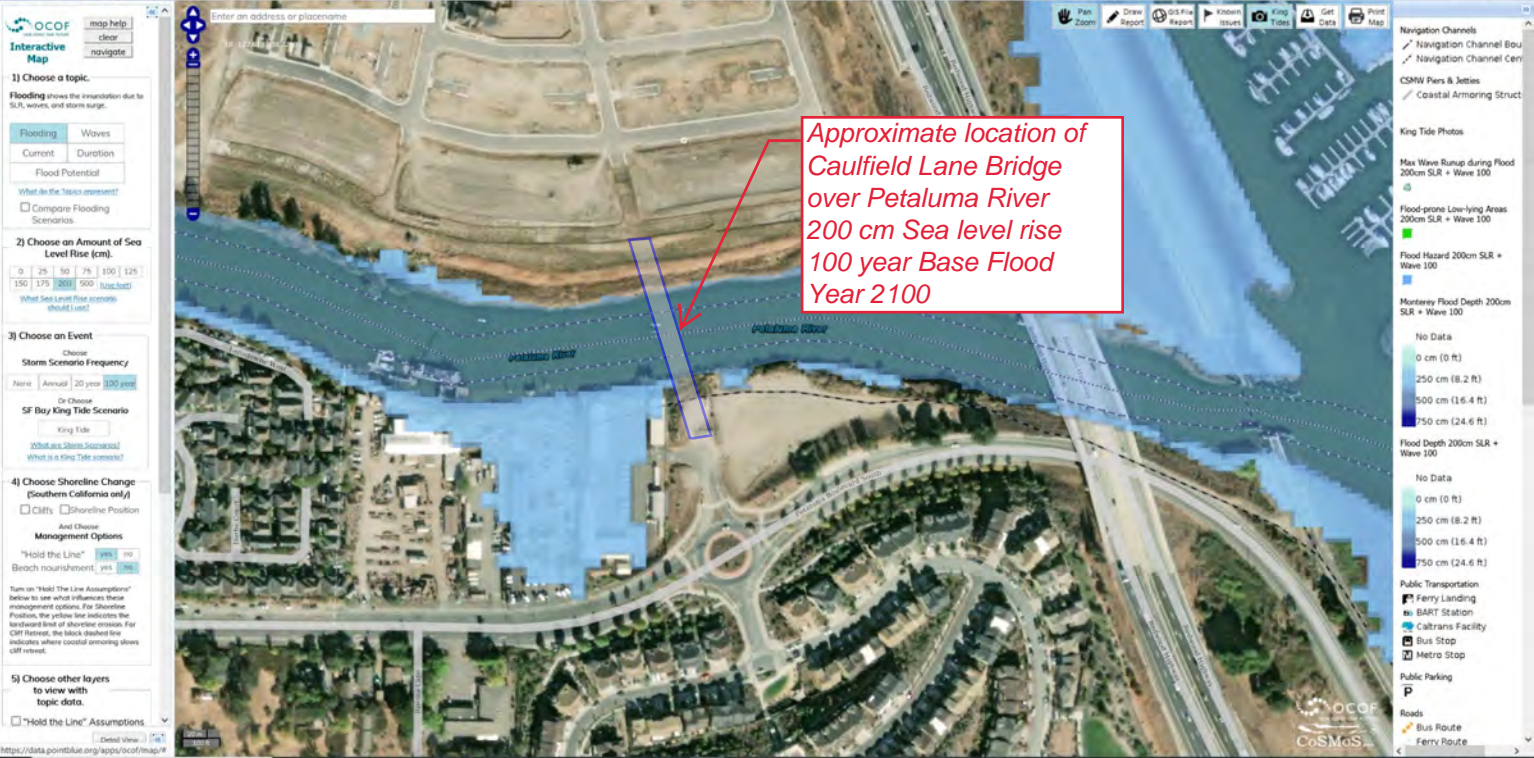 OCOF
Interactive
Map
map help
clear
navigate
1) Choose a topic.
Flooding shows the innundation due to
SLR, waves, and storm surge.
Flooding Waves
Current Duration
Flood Potential
What do the Topics represent?
Compare Flooding
Scenarios
2) Choose an Amount of Sea
Level Rise (cm).
0 25 50 75 100 125
150 175 200 500 (Use feet)
What Sea Level Rise scenario
should I use?
3) Choose an Event
Choose
Storm Scenario Frequency
None Annual 20 year 100 year
Or Choose
SF Bay King Tide Scenario
King Tide
What are Storm Scenarios?
What is a King Tide scenario?
4) Choose Shoreline Change
(Southern California only)
Cliffs Shoreline Position
And Choose
Management Options
"Hold the Line" yes no
Beach nourishment yes no
Turn on "Hold The Line Assumptions"
below to see what influences these
management options. For Shoreline
Position, the yellow line indicates the
landward limit of shoreline erosion. For
Cliff Retreat, the black dashed line
indicates where coastal armoring slows
cliff retreat.
5) Choose other layers
to view with
topic data.
"Hold the Line" Assumptions
Detail View
https://data.pointblue.org/apps/ocof/map/#
Enter an address or placename
Pan
Zoom
Draw
Report
GIS File
Report
Known
Issues
King
Tides
Get
Data
Print
Map
Approximate location of
Caulfield Lane Bridge
over Petaluma River
200 cm Sea level rise
100 year Base Flood
Year 2100
Petaluma River
Petaluma River
Petaluma Boulevard South
20 m
100 ft
OCOF
CoSMoS
Navigation Channels
Navigation Channel Bou
Navigation Channel Cen
CSMW Piers & Jetties
Coastal Armoring Struct
King Tide Photos
Max Wave Runup during Flood
200cm SLR + Wave 100
Flood-prone Low-lying Areas
200cm SLR + Wave 100
Flood Hazard 200cm SLR +
Wave 100
Monterey Flood Depth 200cm
SLR + Wave 100
No Data
0 cm (0 ft)
250 cm (8.2 ft)
500 cm (16.4 ft)
750 cm (24.6 ft)
Flood Depth 200cm SLR +
Wave 100
No Data
0 cm (0 ft)
250 cm (8.2 ft)
500 cm (16.4 ft)
750 cm (24.6 ft)
Public Transportation
Ferry Landing
BART Station
Caltrans Facility
Bus Stop
Metro Stop
Public Parking
P
Roads
Bus Route
Ferry Route